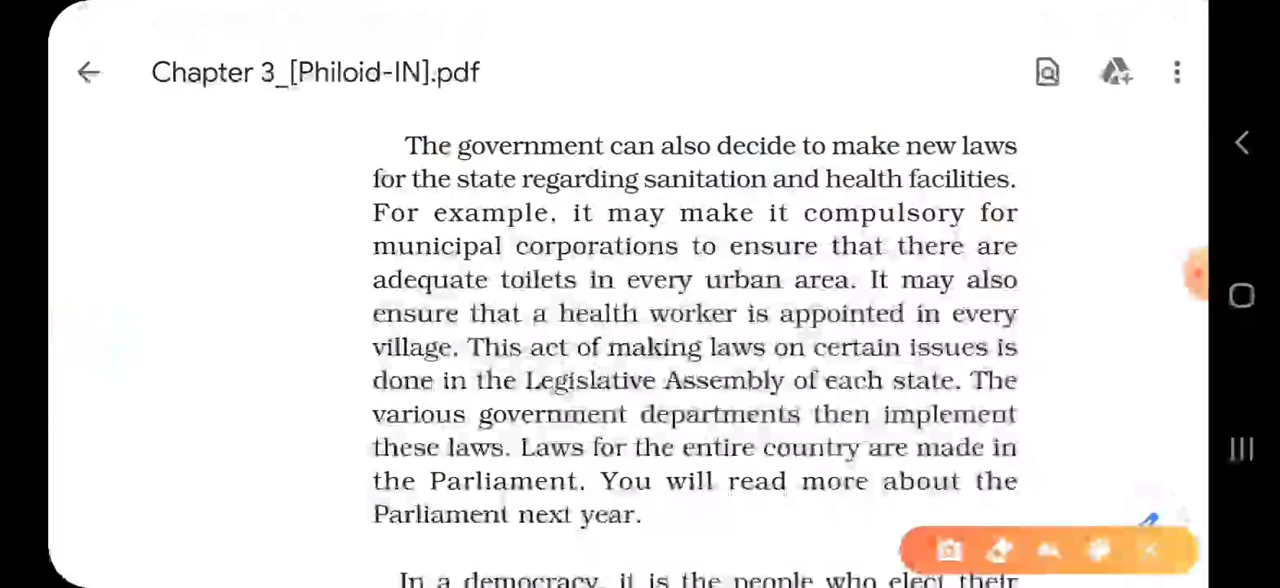 Chapter 3_[Philoid-IN].pdf
The government can also decide to make new laws
for the state regarding sanitation and health facilities.
For example, it may make it compulsory for
municipal corporations to ensure that there are
adequate toilets in every urban area. It may also
ensure that a health worker is appointed in every
village. This act of making laws on certain issues is
done in the Legislative Assembly of each state. The
various government departments then implement
these laws. Laws for the entire country are made in
the Parliament. You will read more about the
Parliament next year.
In a democracy, it is the people who elect their